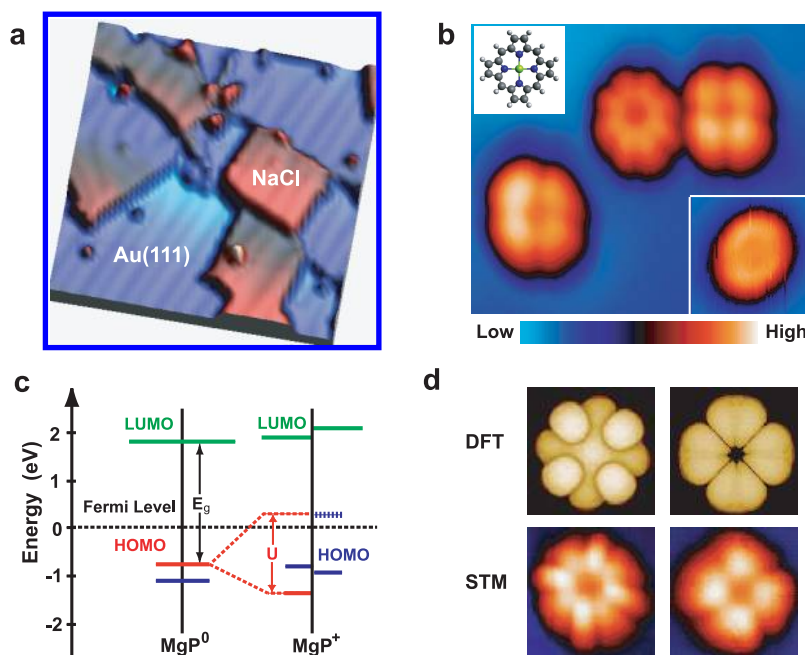 a
NaCl
Au(111)
b
Low High
c
Energy (eV)
2
1
0
-1
-2
LUMO
LUMO
Fermi Level
E_g
HOMO
U
HOMO
MgP⁰
MgP⁺
d
DFT
STM